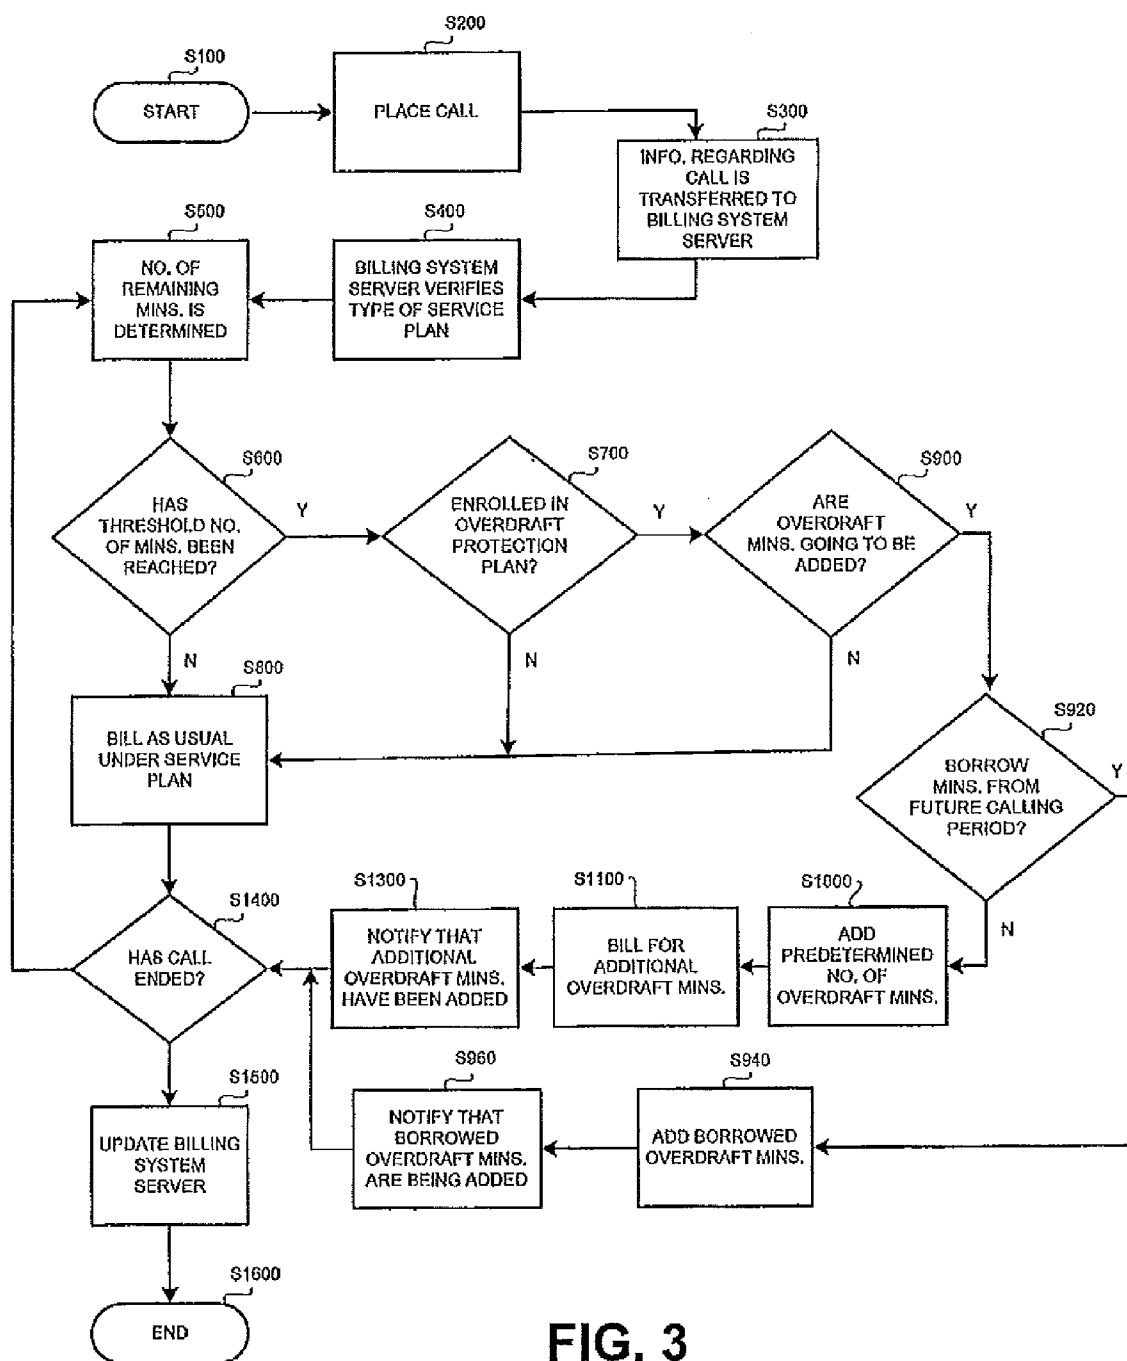 S100
START
S200
PLACE CALL
S300
INFO. REGARDING
CALL IS
TRANSFERRED TO
BILLING SYSTEM
SERVER
S400
BILLING SYSTEM
SERVER VERIFIES
TYPE OF SERVICE
PLAN
S500
NO. OF
REMAINING
MINS. IS
DETERMINED
S600
HAS
THRESHOLD NO.
OF MINS. BEEN
REACHED?
Y
N
S700
ENROLLED IN
OVERDRAFT
PROTECTION
PLAN?
Y
N
S900
ARE
OVERDRAFT
MINS. GOING TO BE
ADDED?
Y
N
S800
BILL AS USUAL
UNDER SERVICE
PLAN
S920
BORROW
MINS. FROM
FUTURE CALLING
PERIOD?
Y
N
S1000
ADD
PREDETERMINED
NO. OF
OVERDRAFT MINS.
S1100
BILL FOR
ADDITIONAL
OVERDRAFT MINS.
S1300
NOTIFY THAT
ADDITIONAL
OVERDRAFT MINS.
HAVE BEEN ADDED
S1400
HAS CALL
ENDED?
S940
ADD BORROWED
OVERDRAFT MINS.
S960
NOTIFY THAT
BORROWED
OVERDRAFT MINS.
ARE BEING ADDED
S1500
UPDATE BILLING
SYSTEM
SERVER
S1600
END
FIG. 3